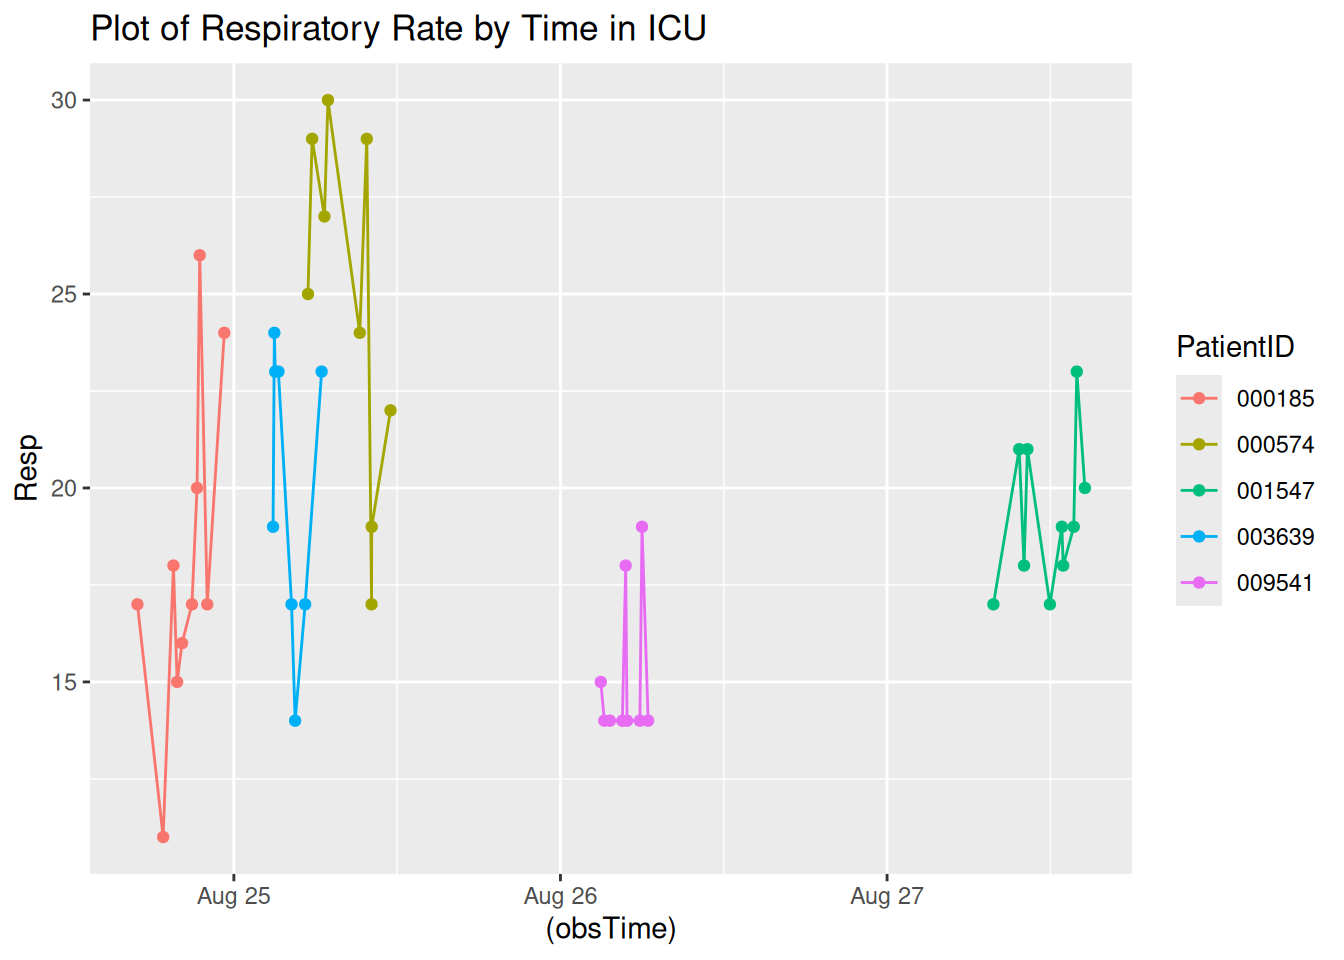 Plot of Respiratory Rate by Time in ICU
Resp
30
25
20
15
Aug 25
Aug 26
Aug 27
(obsTime)
PatientID
000185
000574
001547
003639
009541